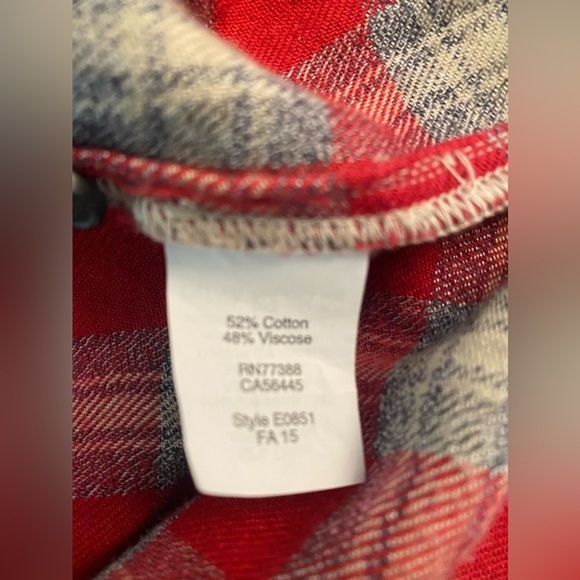 52% Cotton
48% Viscose
RN77388
CA56445
Style E0851
FA 15